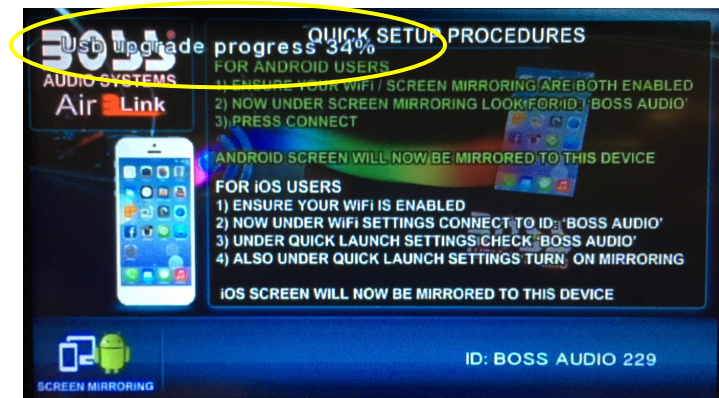 Usb upgrade progress 34%
QUICK SETUP PROCEDURES
BOSS
AUDIO SYSTEMS
Air Link
FOR ANDROID USERS
1) ENSURE YOUR WiFi / SCREEN MIRRORING ARE BOTH ENABLED
2) NOW UNDER SCREEN MIRRORING LOOK FOR ID: 'BOSS AUDIO'
3) PRESS CONNECT
ANDROID SCREEN WILL NOW BE MIRRORED TO THIS DEVICE
FOR iOS USERS
1) ENSURE YOUR WiFi IS ENABLED
2) NOW UNDER WiFi SETTINGS CONNECT TO ID: 'BOSS AUDIO'
3) UNDER QUICK LAUNCH SETTINGS CHECK 'BOSS AUDIO'
4) ALSO UNDER QUICK LAUNCH SETTINGS TURN ON MIRRORING
iOS SCREEN WILL NOW BE MIRRORED TO THIS DEVICE
SCREEN MIRRORING
ID: BOSS AUDIO 229